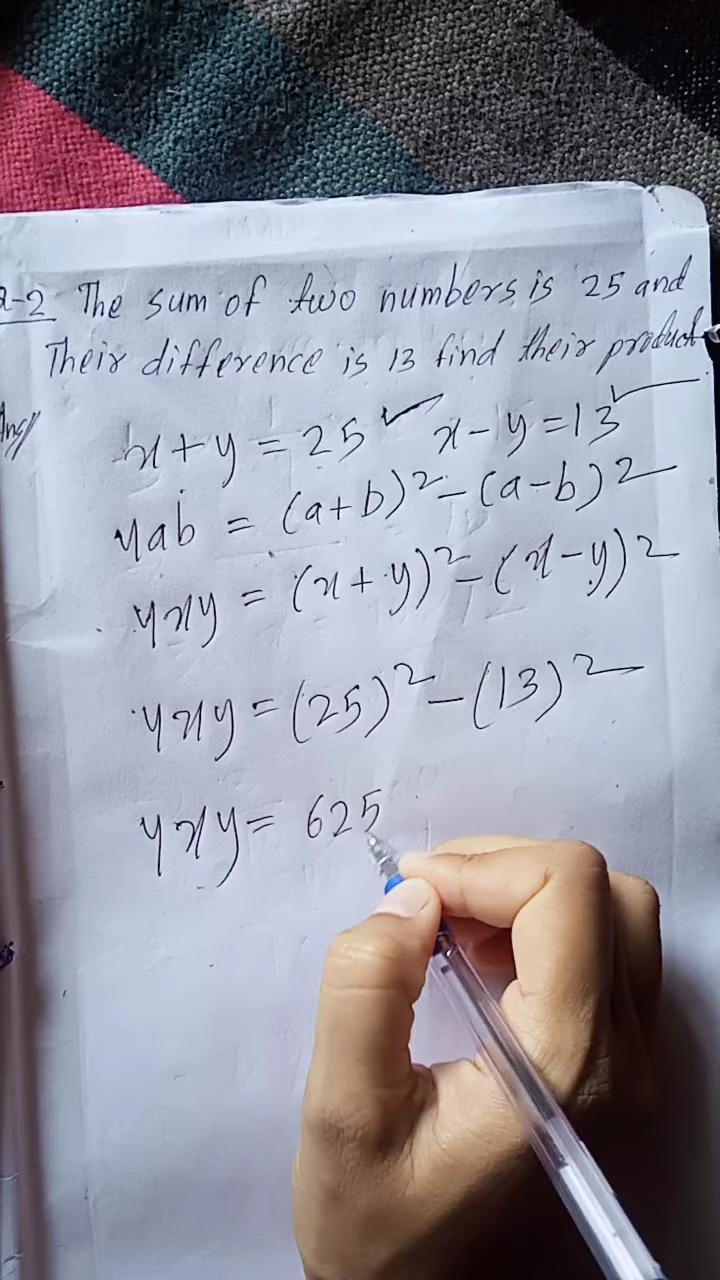 Q-2 The sum of two numbers is 25 and
Their difference is 13 find their product
Ans//
x+y=25 ✓ x-y=13 ✓
4ab = (a+b)²-(a-b)²
4xy = (x+y)²-(x-y)²
4xy=(25)²-(13)²
4xy= 625